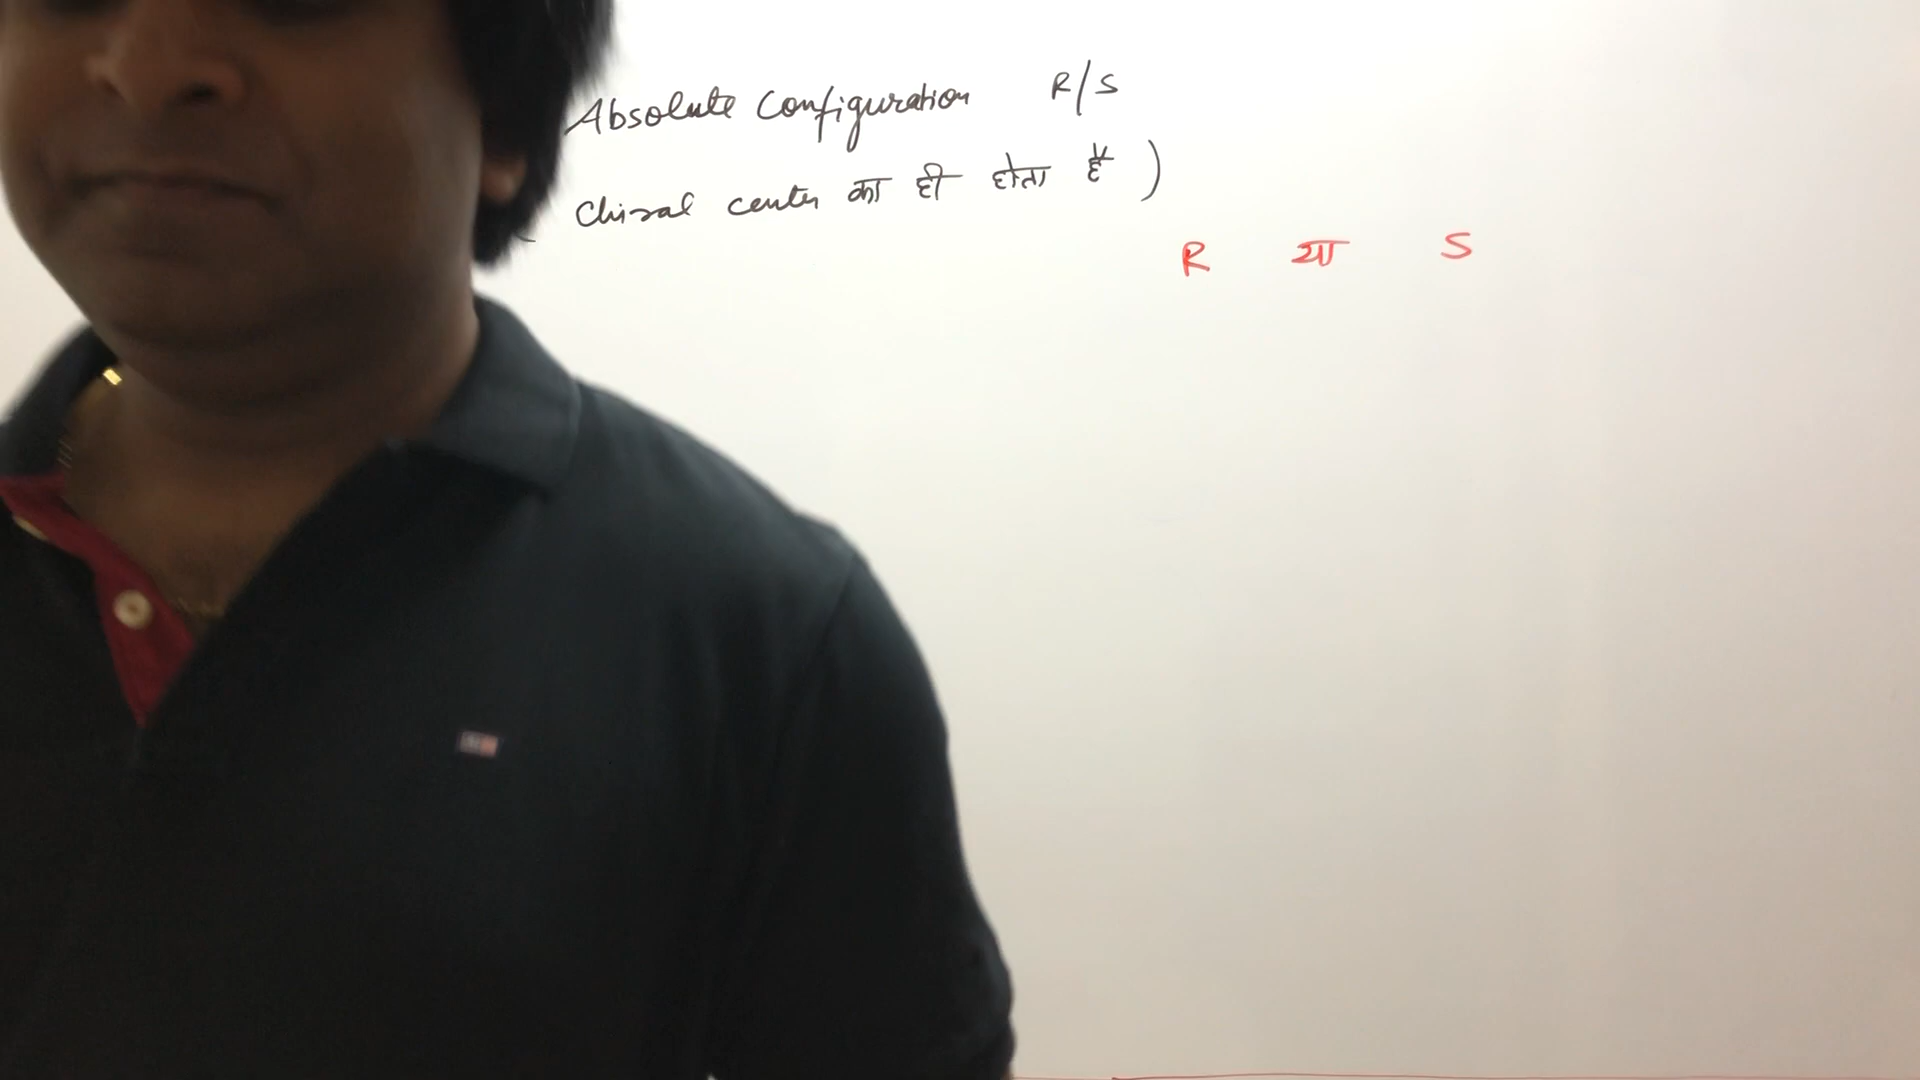 Absolute Configuration R/S
(Chiral center का ही होता है)
R या S